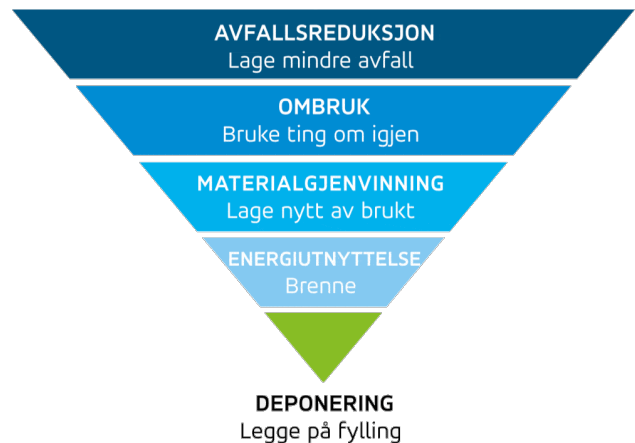 AVFALLSREDUKSJON
Lage mindre avfall
OMBRUK
Bruke ting om igjen
MATERIALGJENVINNING
Lage nytt av brukt
ENERGIUTNYTTELSE
Brenne
DEPONERING
Legge på fylling